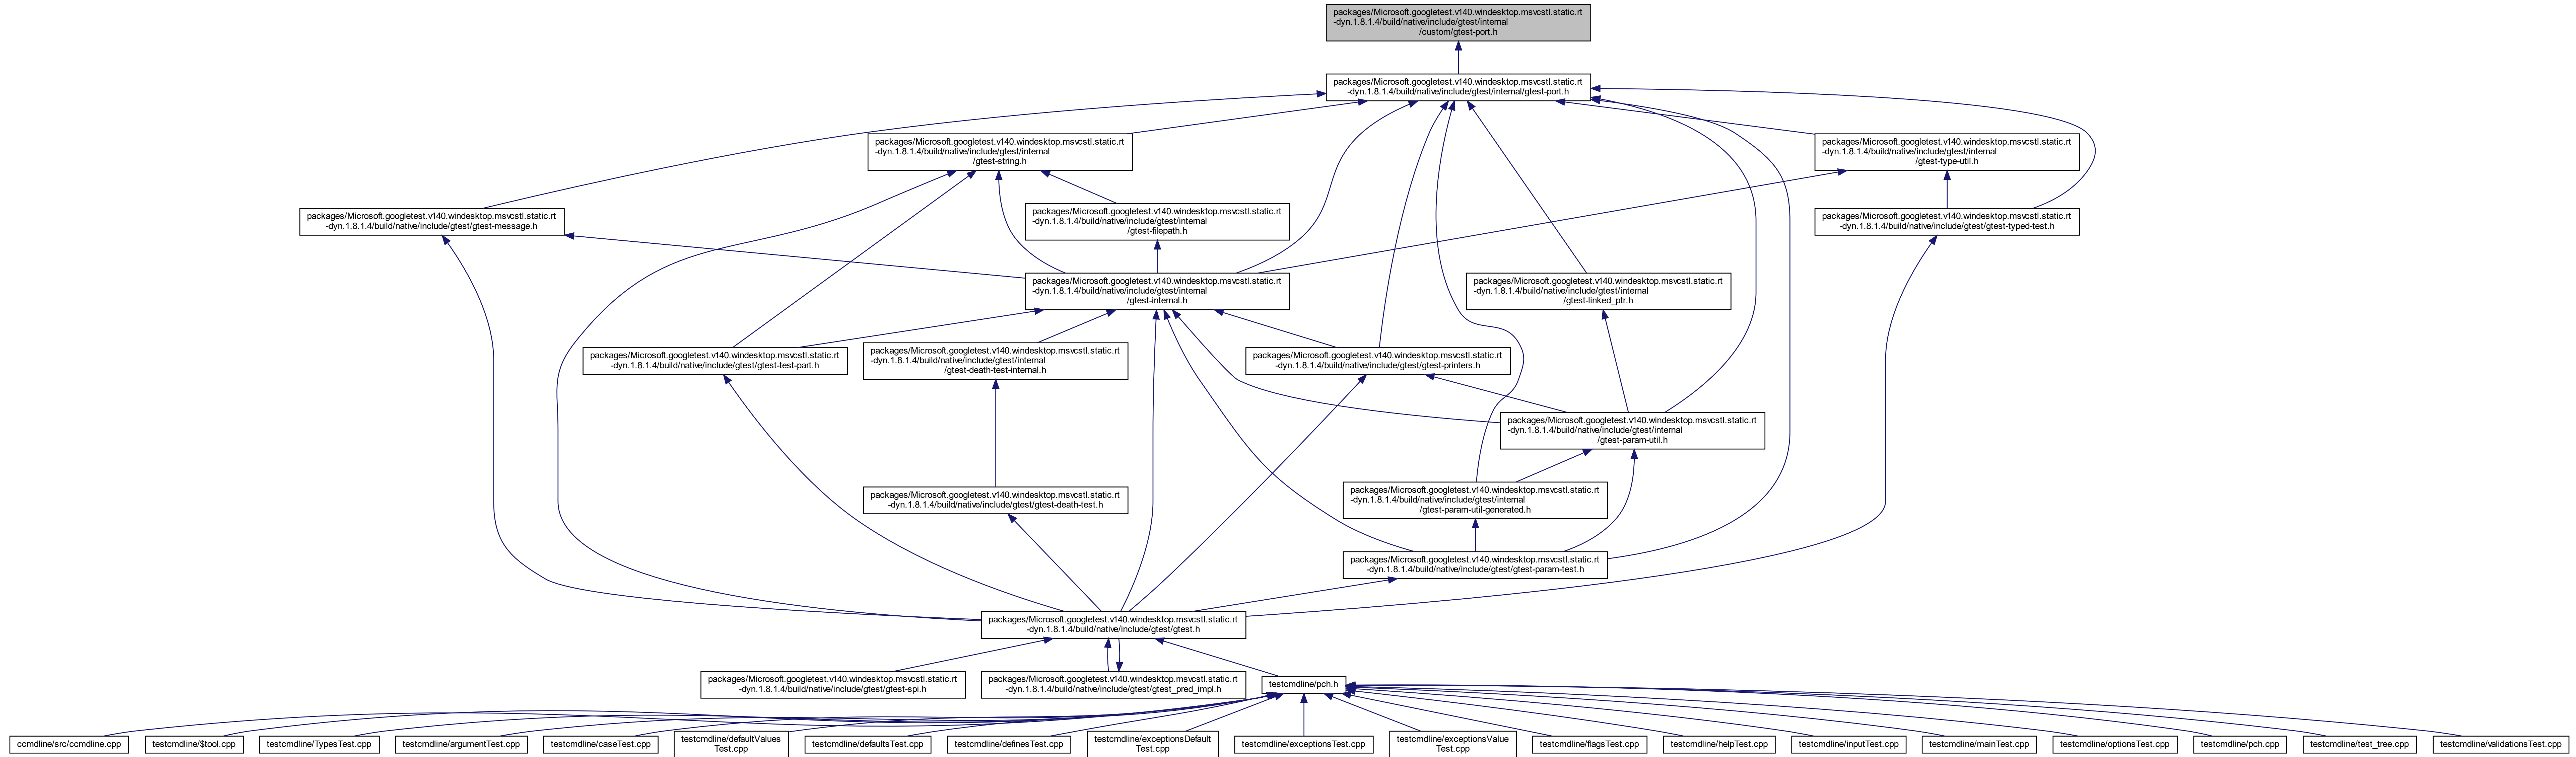 packages/Microsoft.googletest.v140.windesktop.msvcstl.static.rt
-dyn.1.8.1.4/build/native/include/gtest/internal
/custom/gtest-port.h
packages/Microsoft.googletest.v140.windesktop.msvcstl.static.rt
-dyn.1.8.1.4/build/native/include/gtest/internal/gtest-port.h
packages/Microsoft.googletest.v140.windesktop.msvcstl.static.rt
-dyn.1.8.1.4/build/native/include/gtest/internal
/gtest-string.h
packages/Microsoft.googletest.v140.windesktop.msvcstl.static.rt
-dyn.1.8.1.4/build/native/include/gtest/internal
/gtest-type-util.h
packages/Microsoft.googletest.v140.windesktop.msvcstl.static.rt
-dyn.1.8.1.4/build/native/include/gtest/gtest-message.h
packages/Microsoft.googletest.v140.windesktop.msvcstl.static.rt
-dyn.1.8.1.4/build/native/include/gtest/internal
/gtest-filepath.h
packages/Microsoft.googletest.v140.windesktop.msvcstl.static.rt
-dyn.1.8.1.4/build/native/include/gtest/gtest-typed-test.h
packages/Microsoft.googletest.v140.windesktop.msvcstl.static.rt
-dyn.1.8.1.4/build/native/include/gtest/internal
/gtest-internal.h
packages/Microsoft.googletest.v140.windesktop.msvcstl.static.rt
-dyn.1.8.1.4/build/native/include/gtest/internal
/gtest-linked_ptr.h
packages/Microsoft.googletest.v140.windesktop.msvcstl.static.rt
-dyn.1.8.1.4/build/native/include/gtest/gtest-test-part.h
packages/Microsoft.googletest.v140.windesktop.msvcstl.static.rt
-dyn.1.8.1.4/build/native/include/gtest/internal
/gtest-death-test-internal.h
packages/Microsoft.googletest.v140.windesktop.msvcstl.static.rt
-dyn.1.8.1.4/build/native/include/gtest/gtest-printers.h
packages/Microsoft.googletest.v140.windesktop.msvcstl.static.rt
-dyn.1.8.1.4/build/native/include/gtest/internal
/gtest-param-util.h
packages/Microsoft.googletest.v140.windesktop.msvcstl.static.rt
-dyn.1.8.1.4/build/native/include/gtest/gtest-death-test.h
packages/Microsoft.googletest.v140.windesktop.msvcstl.static.rt
-dyn.1.8.1.4/build/native/include/gtest/internal
/gtest-param-util-generated.h
packages/Microsoft.googletest.v140.windesktop.msvcstl.static.rt
-dyn.1.8.1.4/build/native/include/gtest/gtest-param-test.h
packages/Microsoft.googletest.v140.windesktop.msvcstl.static.rt
-dyn.1.8.1.4/build/native/include/gtest/gtest.h
packages/Microsoft.googletest.v140.windesktop.msvcstl.static.rt
-dyn.1.8.1.4/build/native/include/gtest/gtest-spi.h
packages/Microsoft.googletest.v140.windesktop.msvcstl.static.rt
-dyn.1.8.1.4/build/native/include/gtest/gtest_pred_impl.h
testcmdline/pch.h
ccmdline/src/ccmdline.cpp
testcmdline/$tool.cpp
testcmdline/TypesTest.cpp
testcmdline/argumentTest.cpp
testcmdline/caseTest.cpp
testcmdline/defaultValues
Test.cpp
testcmdline/defaultsTest.cpp
testcmdline/definesTest.cpp
testcmdline/exceptionsDefault
Test.cpp
testcmdline/exceptionsTest.cpp
testcmdline/exceptionsValue
Test.cpp
testcmdline/flagsTest.cpp
testcmdline/helpTest.cpp
testcmdline/inputTest.cpp
testcmdline/mainTest.cpp
testcmdline/optionsTest.cpp
testcmdline/pch.cpp
testcmdline/test_tree.cpp
testcmdline/validationsTest.cpp